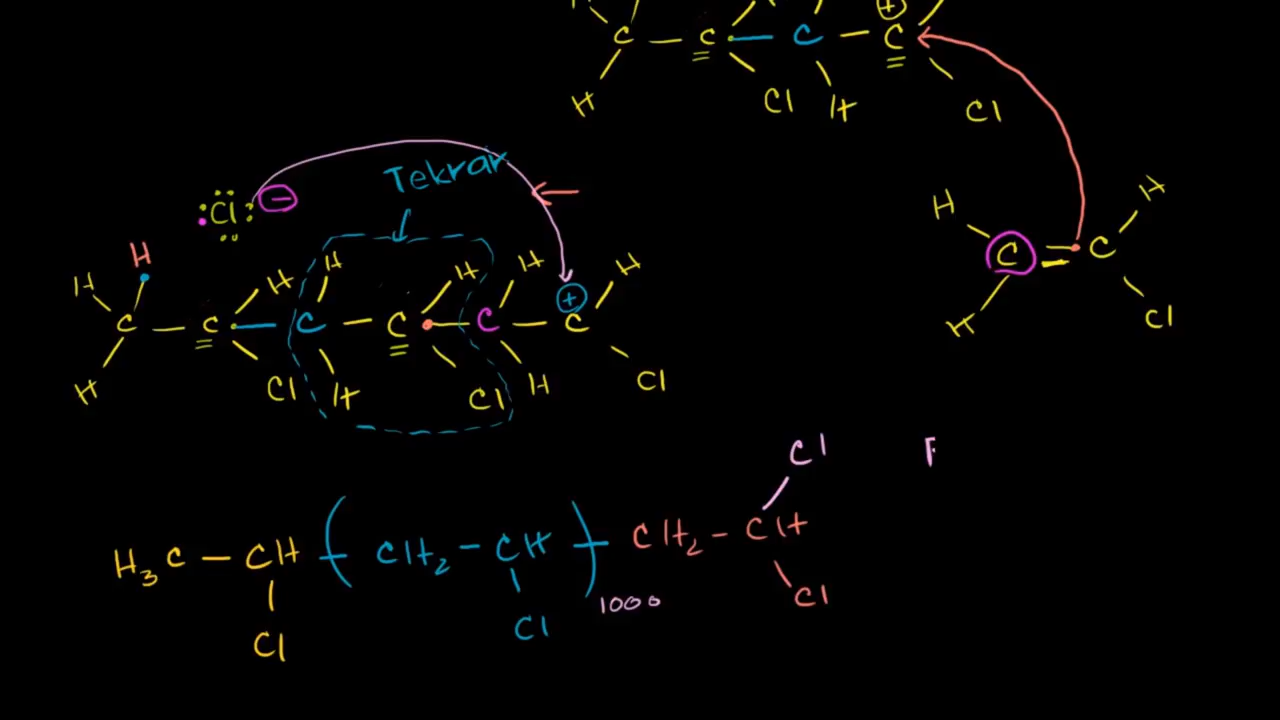 C — C — C — C ⊕
H Cl H Cl
Tekrar
:Cl: ⊖
H H
H C = C Cl
H
H
H H H H H H
C — C — C — C — C — C ⊕
H Cl H Cl H Cl
H₃C — CH ( CH₂ — CH ) 1000 CH₂ — CH Cl
Cl Cl Cl